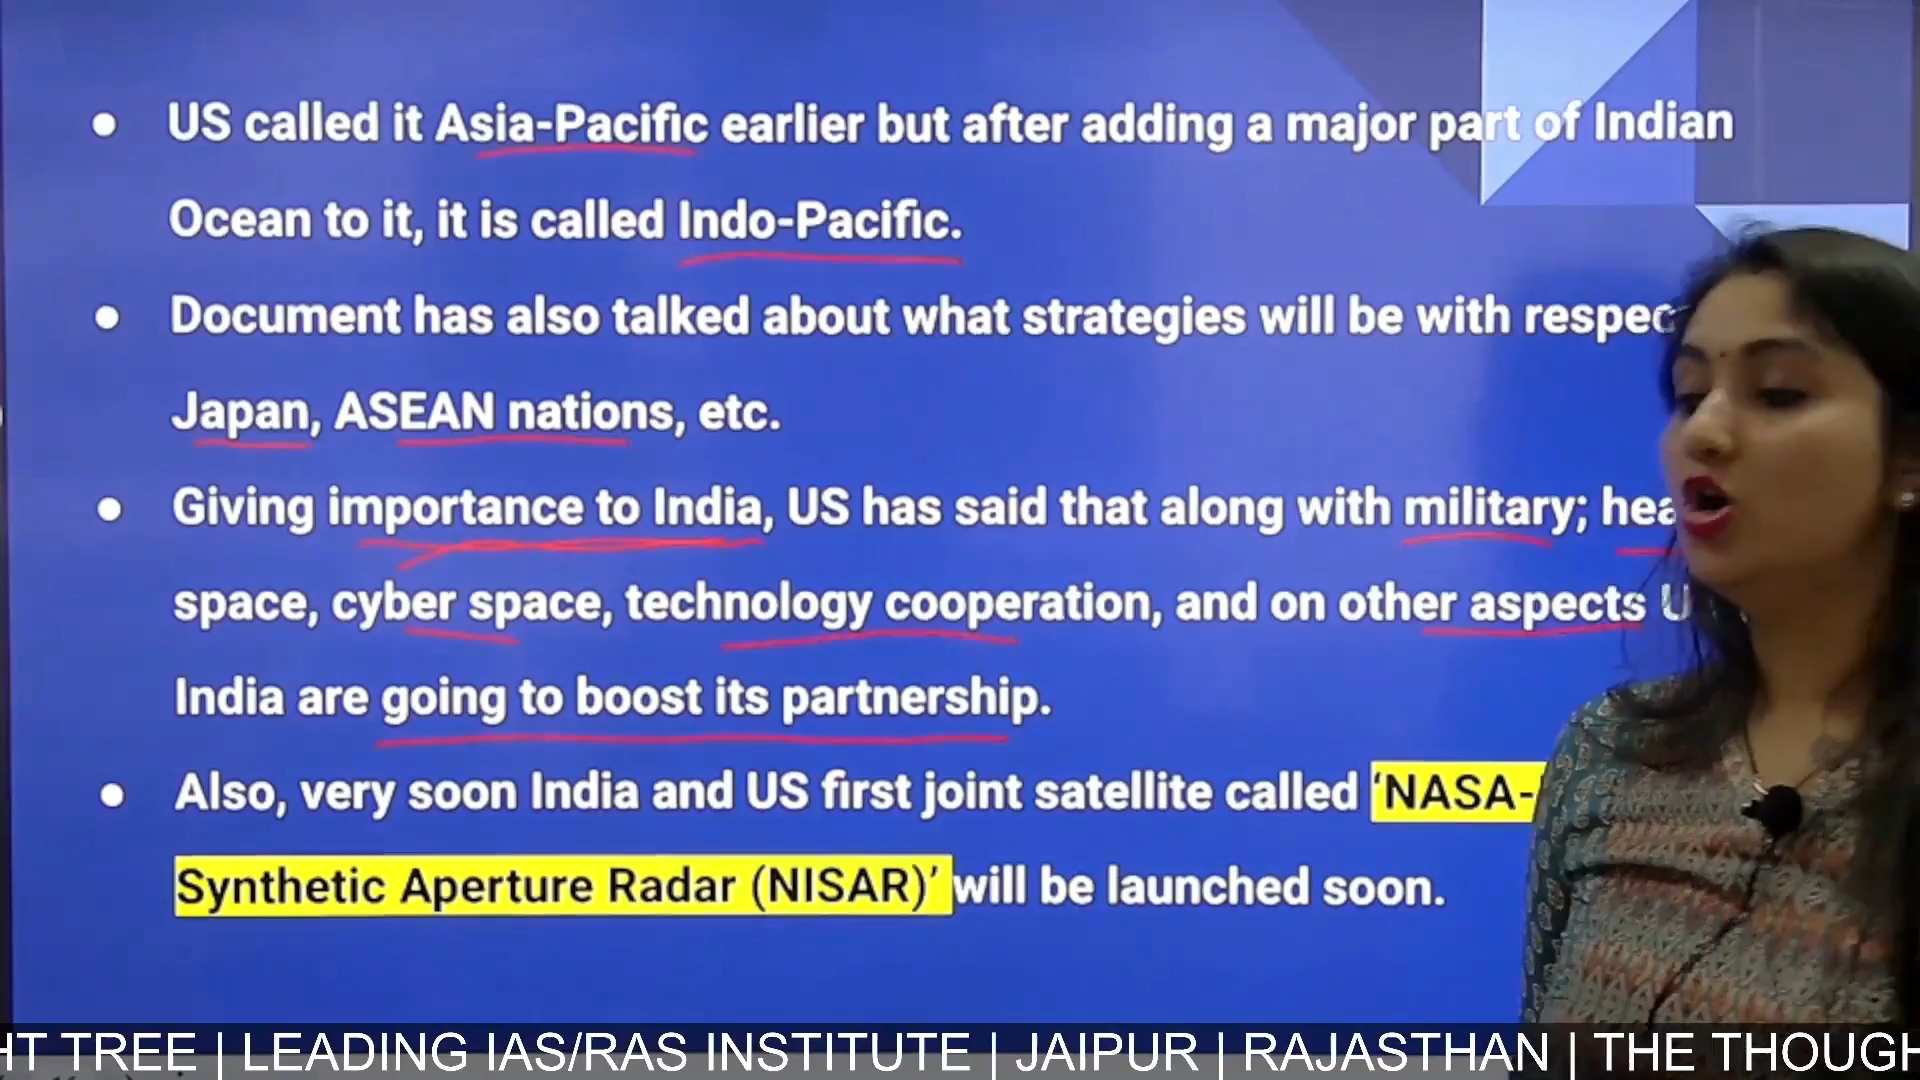 US called it Asia-Pacific earlier but after adding a major part of Indian
Ocean to it, it is called Indo-Pacific.
Document has also talked about what strategies will be with
Japan, ASEAN nations, etc.
Giving importance to India, US has said that along with military;
space, cyber space, technology cooperation, and on other aspects
India are going to boost its partnership.
Also, very soon India and US first joint satellite called ‘NASA-
Synthetic Aperture Radar (NISAR)’ will be launched soon.
TREE | LEADING IAS/RAS INSTITUTE | JAIPUR | RAJASTHAN | THE